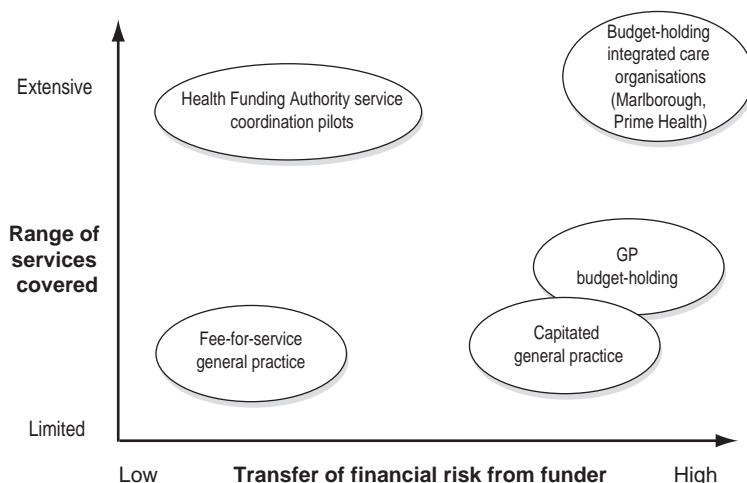 Budget-holding
integrated care
organisations
(Marlborough,
Prime Health)
Extensive
Health Funding Authority service
coordination pilots
Range of
services
covered
GP
budget-holding
Fee-for-service
general practice
Capitated
general practice
Limited
Low
Transfer of financial risk from funder
High